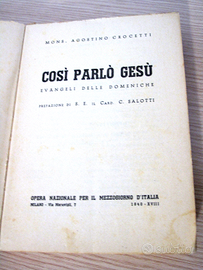 MONS. AGOSTINO CROCETTI
COSÌ PARLÒ GESÙ
EVANGELI DELLE DOMENICHE
PREFAZIONE DI S. E. IL CARD. C. SALOTTI
OPERA NAZIONALE PER IL MEZZOGIORNO D'ITALIA
MILANO - Via Mercalli, 1
1940 - XVIII